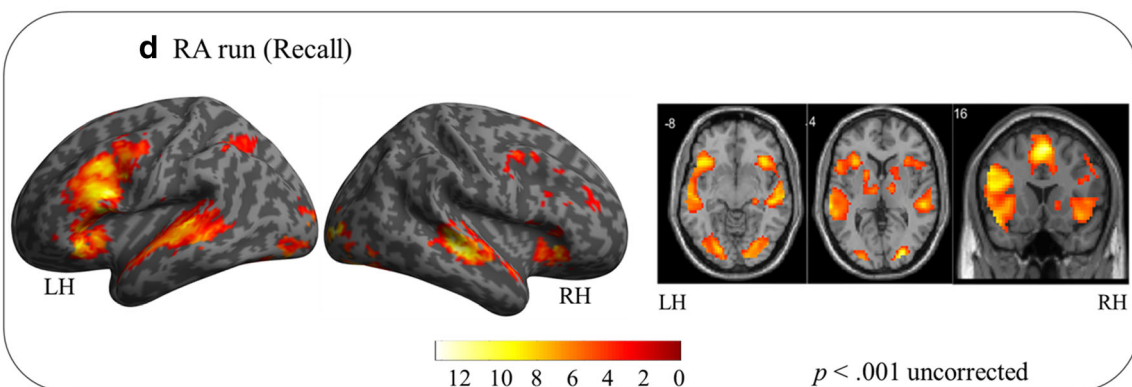 d RA run (Recall)
-8
4
16
LH
RH
LH
RH
12 10 8 6 4 2 0
p < .001 uncorrected